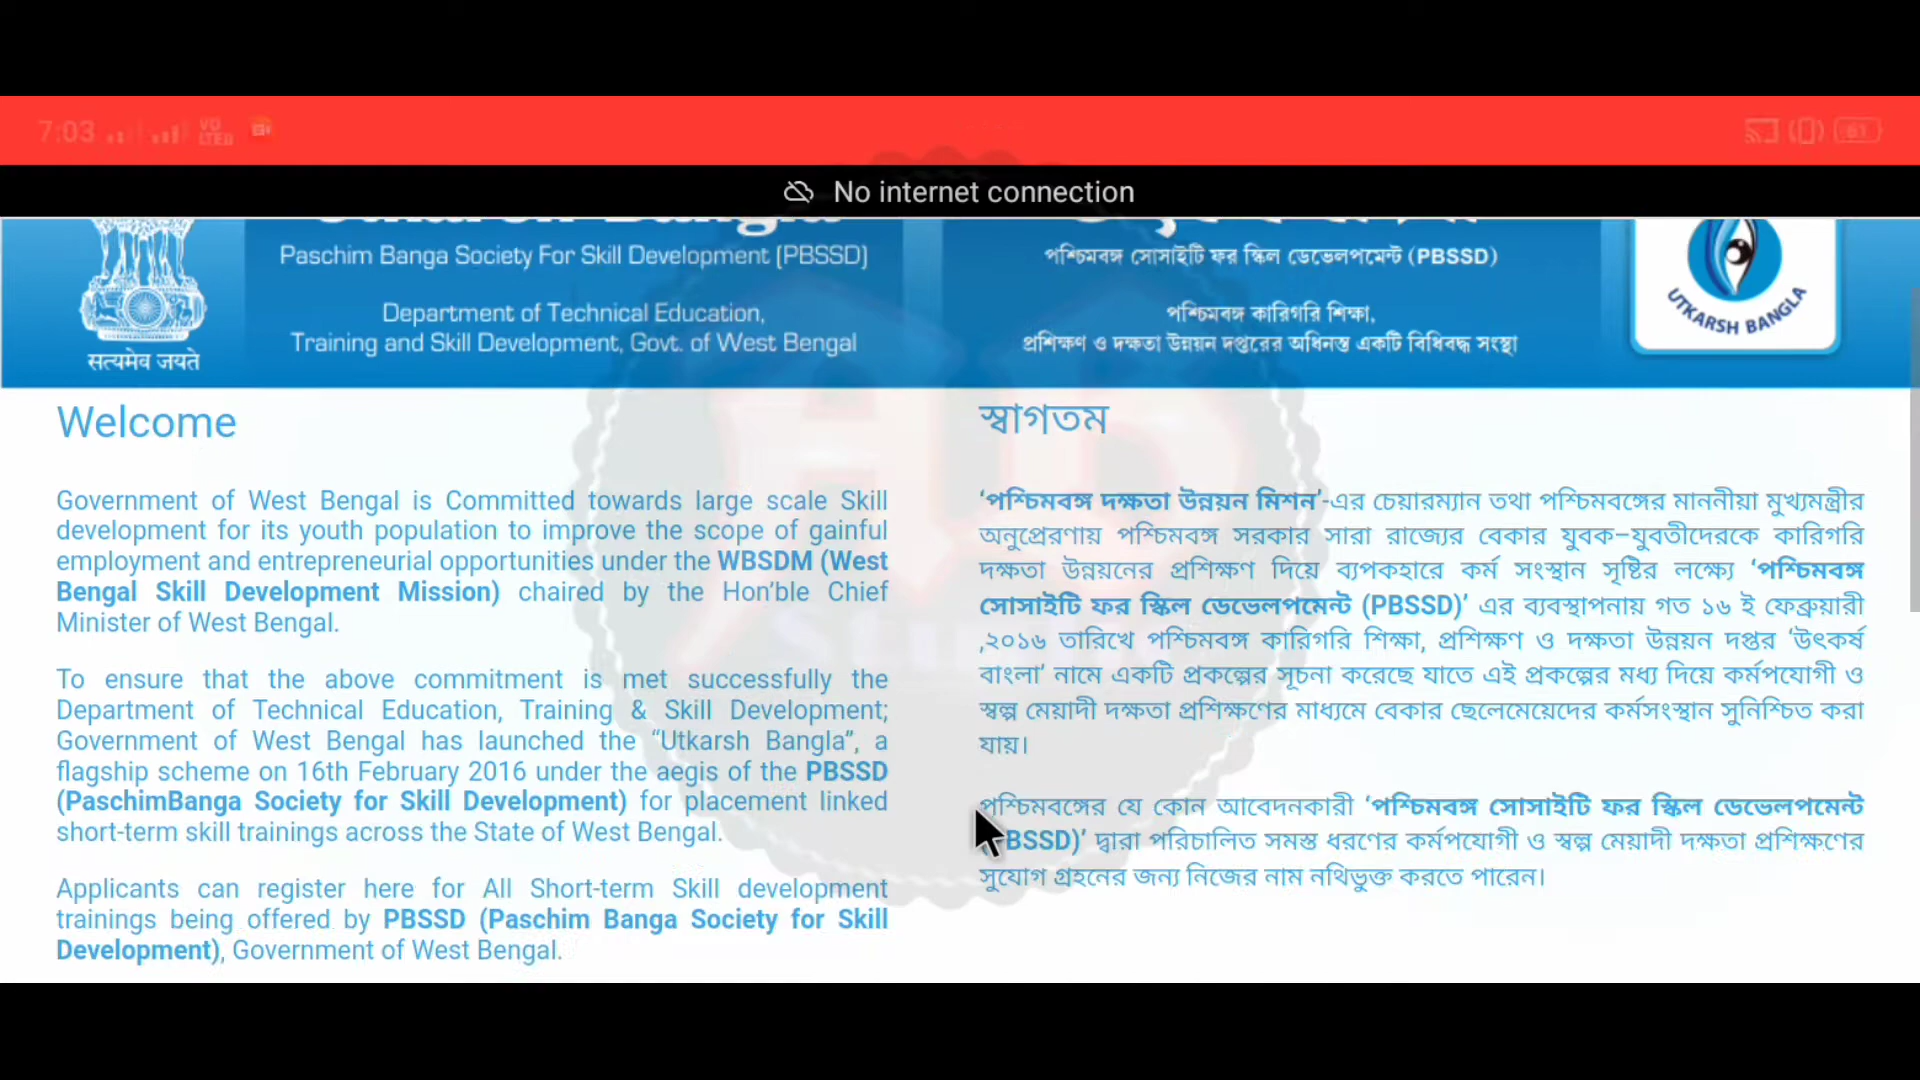 7:03
No internet connection
Paschim Banga Society For Skill Development (PBSSD)
Department of Technical Education,
Training and Skill Development, Govt. of West Bengal
सत्यमेव जयते
পশ্চিমবঙ্গ সোসাইটি ফর স্কিল ডেভেলপমেন্ট (PBSSD)
পশ্চিমবঙ্গ কারিগরি শিক্ষা,
প্রশিক্ষণ ও দক্ষতা উন্নয়ন দপ্তরের অধিনস্ত একটি বিধিবদ্ধ সংস্থা
UTKARSH BANGLA
Welcome
Government of West Bengal is Committed towards large scale Skill
development for its youth population to improve the scope of gainful
employment and entrepreneurial opportunities under the WBSDM (West
Bengal Skill Development Mission) chaired by the Hon'ble Chief
Minister of West Bengal.
To ensure that the above commitment is met successfully the
Department of Technical Education, Training & Skill Development;
Government of West Bengal has launched the “Utkarsh Bangla”, a
flagship scheme on 16th February 2016 under the aegis of the PBSSD
(PaschimBanga Society for Skill Development) for placement linked
short-term skill trainings across the State of West Bengal.
Applicants can register here for All Short-term Skill development
trainings being offered by PBSSD (Paschim Banga Society for Skill
Development), Government of West Bengal.
স্বাগতম
‘পশ্চিমবঙ্গ দক্ষতা উন্নয়ন মিশন’-এর চেয়ারম্যান তথা পশ্চিমবঙ্গের মাননীয়া মুখ্যমন্ত্রীর
অনুপ্রেরণায় পশ্চিমবঙ্গ সরকার সারা রাজ্যের বেকার যুবক–যুবতীদেরকে কারিগরি
দক্ষতা উন্নয়নের প্রশিক্ষণ দিয়ে ব্যপকহারে কর্ম সংস্থান সৃষ্টির লক্ষ্যে ‘পশ্চিমবঙ্গ
সোসাইটি ফর স্কিল ডেভেলপমেন্ট (PBSSD)’ এর ব্যবস্থাপনায় গত ১৬ ই ফেব্রুয়ারী
,২০১৬ তারিখে পশ্চিমবঙ্গ কারিগরি শিক্ষা, প্রশিক্ষণ ও দক্ষতা উন্নয়ন দপ্তর ‘উৎকর্ষ
বাংলা’ নামে একটি প্রকল্পের সূচনা করেছে যাতে এই প্রকল্পের মধ্য দিয়ে কর্মপযোগী ও
স্বল্প মেয়াদী দক্ষতা প্রশিক্ষণের মাধ্যমে বেকার ছেলেমেয়েদের কর্মসংস্থান সুনিশ্চিত করা
যায়।
পশ্চিমবঙ্গের যে কোন আবেদনকারী ‘পশ্চিমবঙ্গ সোসাইটি ফর স্কিল ডেভেলপমেন্ট
BSSD)’ দ্বারা পরিচালিত সমস্ত ধরণের কর্মপযোগী ও স্বল্প মেয়াদী দক্ষতা প্রশিক্ষণের
সুযোগ গ্রহনের জন্য নিজের নাম নথিভুক্ত করতে পারেন।